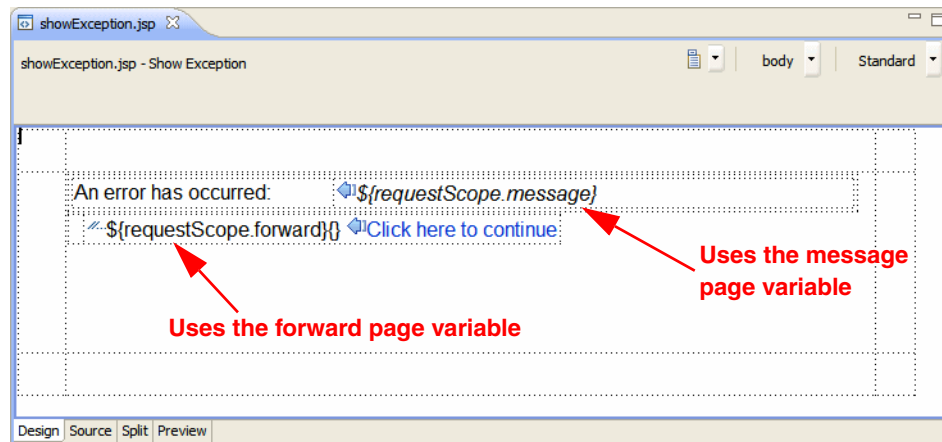 showException.jsp
showException.jsp - Show Exception
body
Standard
An error has occurred: ${requestScope.message}
${requestScope.forward}{} Click here to continue
Uses the message
page variable
Uses the forward page variable
Design Source Split Preview